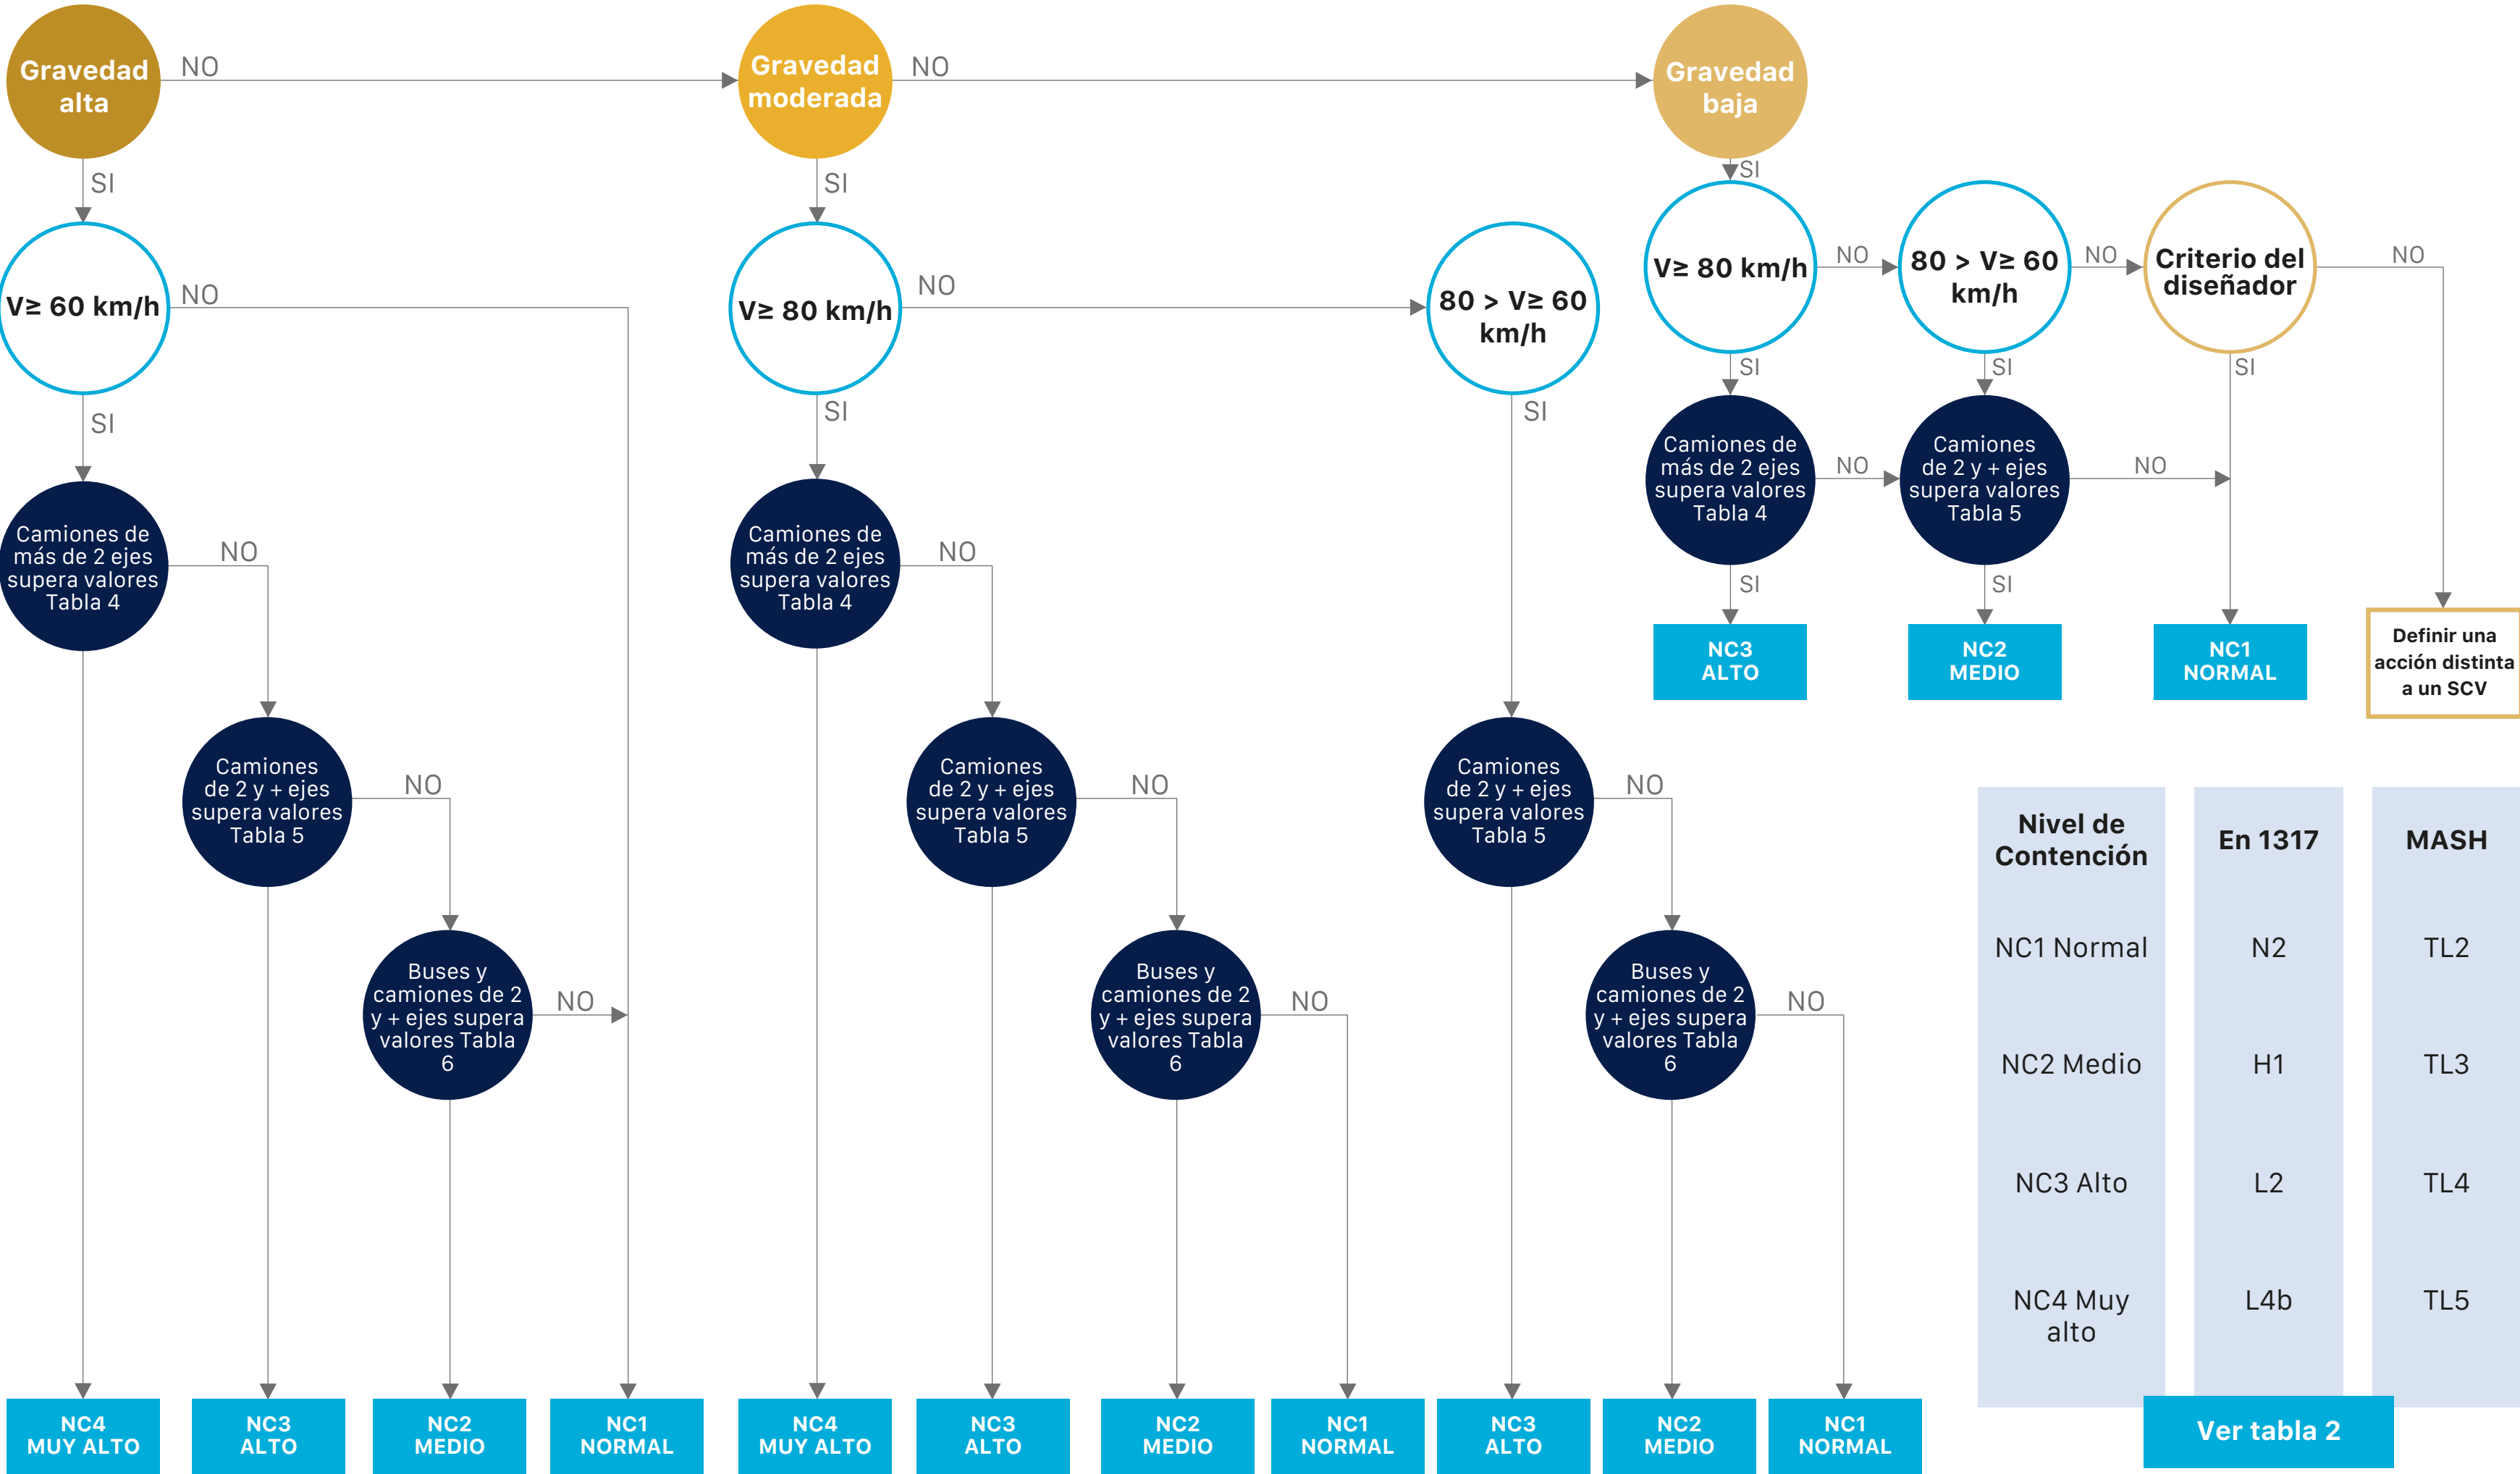 Gravedad
alta
NO
Gravedad
moderada
NO
Gravedad
baja
SI
SI
SI
V≥ 60 km/h
NO
V≥ 80 km/h
NO
80 > V≥ 60
km/h
V≥ 80 km/h
NO
80 > V≥ 60
km/h
NO
Criterio del
diseñador
NO
SI
SI
SI
SI
SI
SI
Camiones de
más de 2 ejes
supera valores
Tabla 4
NO
Camiones de
más de 2 ejes
supera valores
Tabla 4
NO
Camiones de
más de 2 ejes
supera valores
Tabla 4
NO
Camiones
de 2 y + ejes
supera valores
Tabla 5
NO
SI
SI
NC3
ALTO
NC2
MEDIO
NC1
NORMAL
Definir una
acción distinta
a un SCV
Camiones
de 2 y + ejes
supera valores
Tabla 5
NO
Camiones
de 2 y + ejes
supera valores
Tabla 5
NO
Camiones
de 2 y + ejes
supera valores
Tabla 5
NO
Buses y
camiones de 2
y + ejes supera
valores Tabla
6
NO
Buses y
camiones de 2
y + ejes supera
valores Tabla
6
NO
Buses y
camiones de 2
y + ejes supera
valores Tabla
6
NO
Nivel de
Contención
En 1317
MASH
NC1 Normal
N2
TL2
NC2 Medio
H1
TL3
NC3 Alto
L2
TL4
NC4 Muy
alto
L4b
TL5
Ver tabla 2
NC4
MUY ALTO
NC3
ALTO
NC2
MEDIO
NC1
NORMAL
NC4
MUY ALTO
NC3
ALTO
NC2
MEDIO
NC1
NORMAL
NC3
ALTO
NC2
MEDIO
NC1
NORMAL